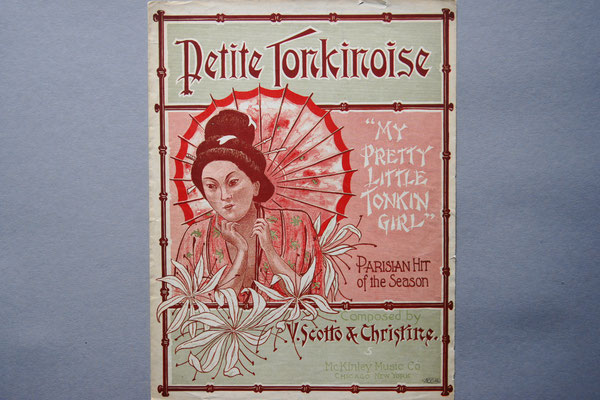 Petite Tonkinoise
"MY
PRETTY
LITTLE
TONKIN
GIRL"
PARISIAN HIT
of the Season
Composed by
V. Scotto & Christine.
5
McKinley Music Co
CHICAGO NEW YORK